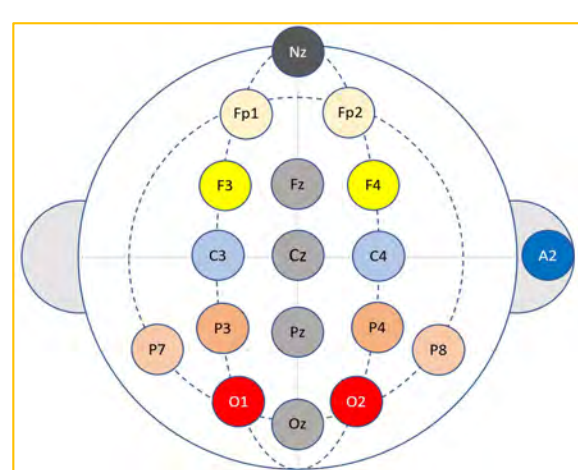 Nz
Fp1 Fp2
F3 Fz F4
C3 Cz C4 A2
P3 Pz P4
P7 P8
O1 O2
Oz